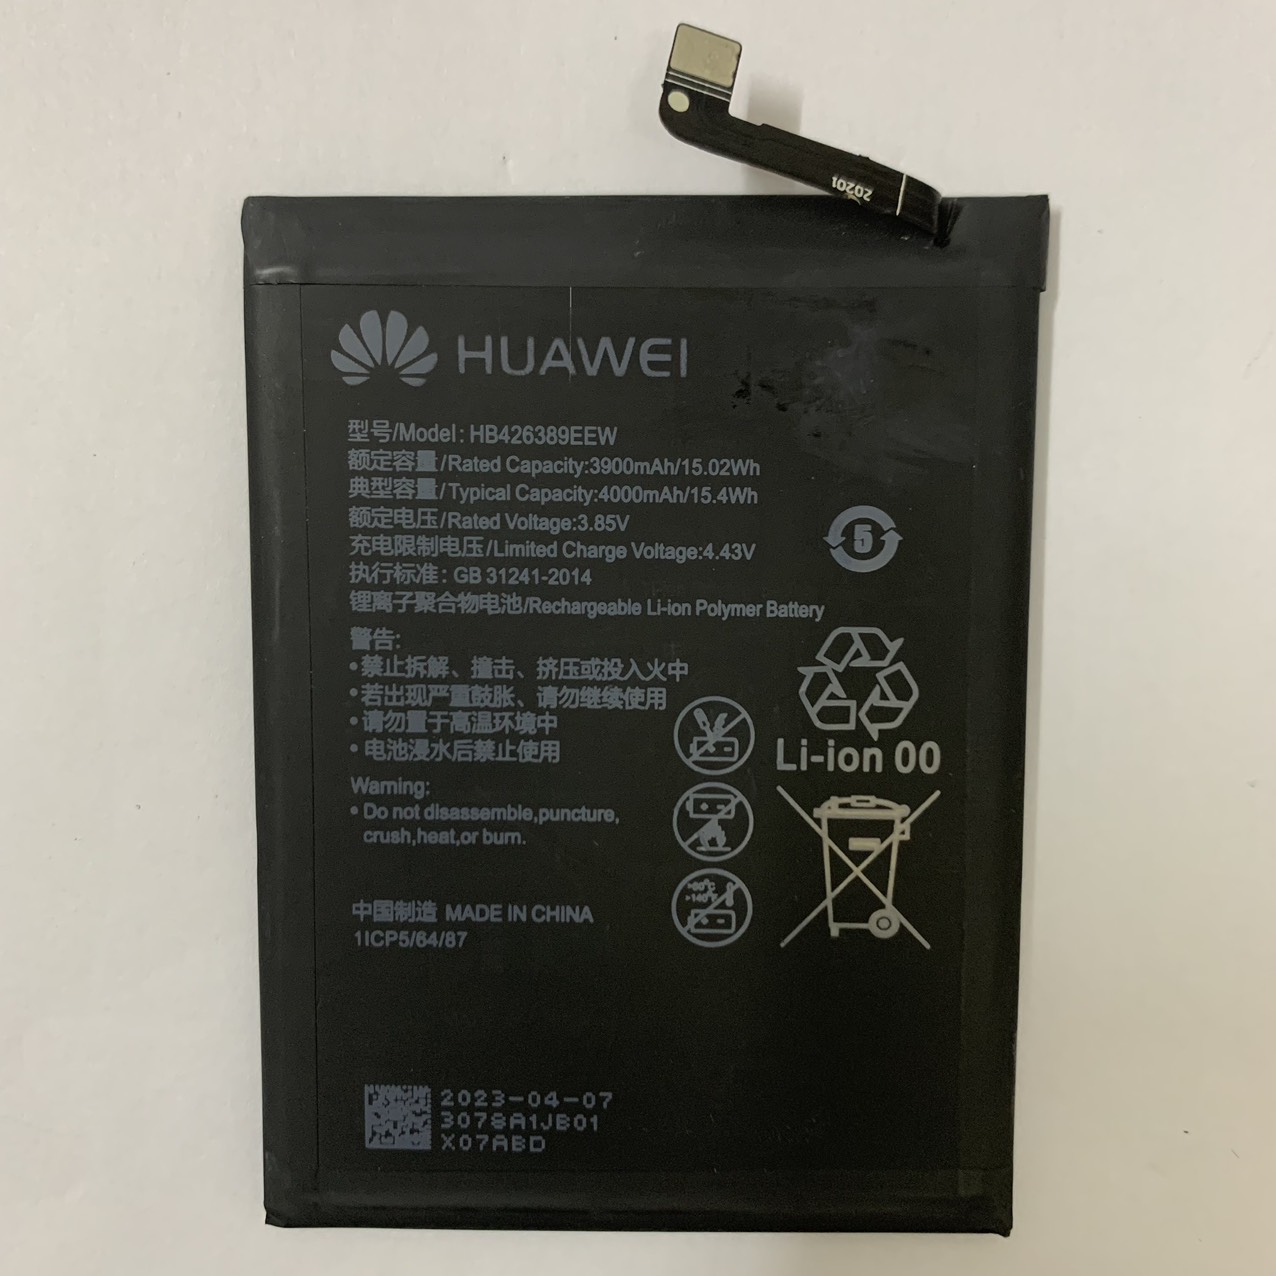 20201
HUAWEI
型号/Model: HB426389EEW
额定容量/Rated Capacity:3900mAh/15.02Wh
典型容量/Typical Capacity:4000mAh/15.4Wh
额定电压/Rated Voltage:3.85V
充电限制电压/Limited Charge Voltage:4.43V
执行标准: GB 31241-2014
锂离子聚合物电池/Rechargeable Li-ion Polymer Battery
5
警告:
•禁止拆解、撞击、挤压或投入火中
•若出现严重鼓胀、请勿继续使用
•请勿置于高温环境中
•电池浸水后禁止使用
Li-ion 00
Warning:
•Do not disassemble,puncture,
crush,heat,or burn.
>60℃
>140℉
中国制造 MADE IN CHINA
1ICP5/64/87
2023-04-07
3078A1JB01
X07ABD